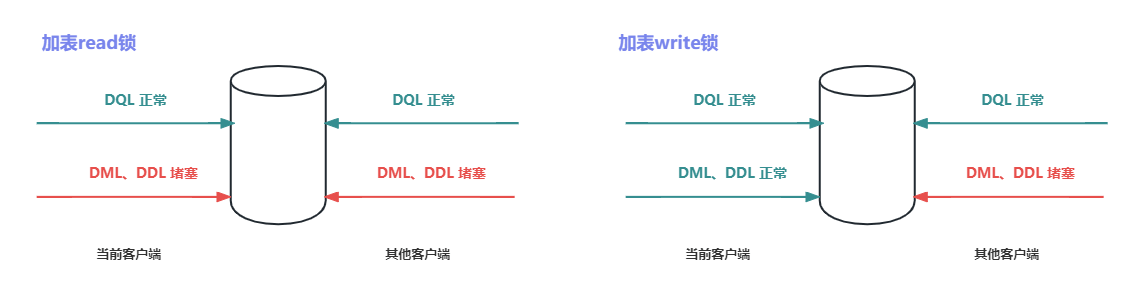 加表read锁
DQL 正常
DQL 正常
DML、DDL 堵塞
DML、DDL 堵塞
当前客户端
其他客户端
加表write锁
DQL 正常
DQL 正常
DML、DDL 正常
DML、DDL 堵塞
当前客户端
其他客户端